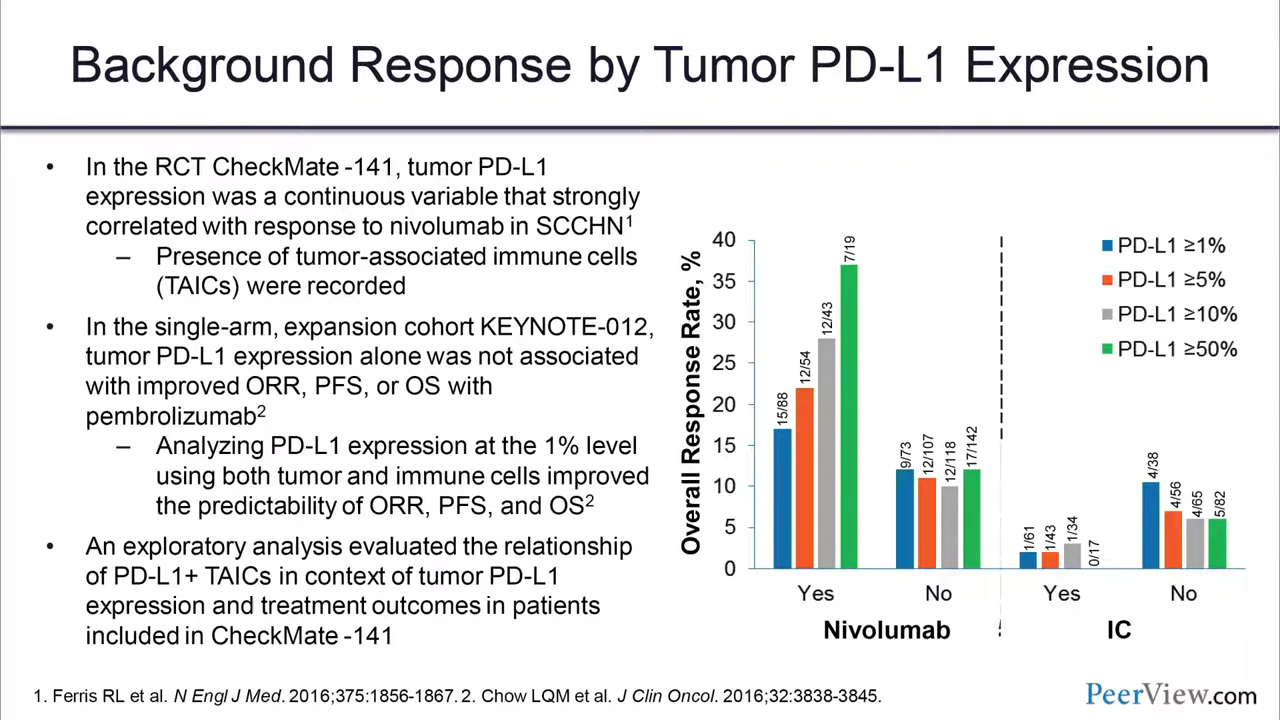 Background Response by Tumor PD-L1 Expression
• In the RCT CheckMate -141, tumor PD-L1
expression was a continuous variable that strongly
correlated with response to nivolumab in SCCHN¹
– Presence of tumor-associated immune cells
(TAICs) were recorded
• In the single-arm, expansion cohort KEYNOTE-012,
tumor PD-L1 expression alone was not associated
with improved ORR, PFS, or OS with
pembrolizumab²
– Analyzing PD-L1 expression at the 1% level
using both tumor and immune cells improved
the predictability of ORR, PFS, and OS²
• An exploratory analysis evaluated the relationship
of PD-L1+ TAICs in context of tumor PD-L1
expression and treatment outcomes in patients
included in CheckMate -141
Overall Response Rate, %
40
35
30
25
20
15
10
5
0
15/88
12/54
12/43
7/19
9/73
12/107
12/118
17/142
1/61
1/43
1/34
0/17
4/38
4/56
4/65
5/82
PD-L1 ≥1%
PD-L1 ≥5%
PD-L1 ≥10%
PD-L1 ≥50%
Yes No Yes No
Nivolumab IC
1. Ferris RL et al. N Engl J Med. 2016;375:1856-1867. 2. Chow LQM et al. J Clin Oncol. 2016;32:3838-3845.
PeerView.com